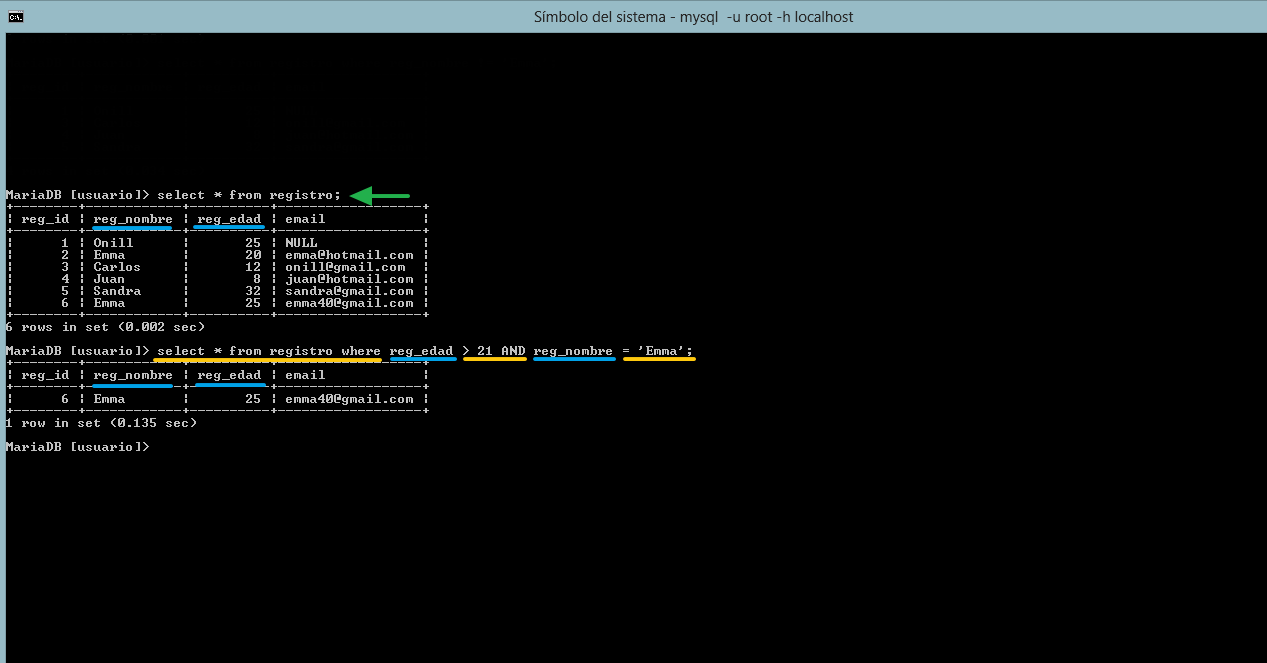 Símbolo del sistema - mysql -u root -h localhost
MariaDB [usuario]> select * from registro;
+--------+------------+----------+------------------+
| reg_id | reg_nombre | reg_edad | email            |
+--------+------------+----------+------------------+
|      1 | Onill      |       25 | NULL             |
|      2 | Emma       |       20 | emma@hotmail.com |
|      3 | Carlos     |       12 | onill@gmail.com  |
|      4 | Juan       |        8 | juan@hotmail.com |
|      5 | Sandra     |       32 | sandra@gmail.com |
|      6 | Emma       |       25 | emma40@gmail.com |
+--------+------------+----------+------------------+
6 rows in set (0.002 sec)
MariaDB [usuario]> select * from registro where reg_edad > 21 AND reg_nombre = 'Emma';
+--------+------------+----------+------------------+
| reg_id | reg_nombre | reg_edad | email            |
+--------+------------+----------+------------------+
|      6 | Emma       |       25 | emma40@gmail.com |
+--------+------------+----------+------------------+
1 row in set (0.135 sec)
MariaDB [usuario]>